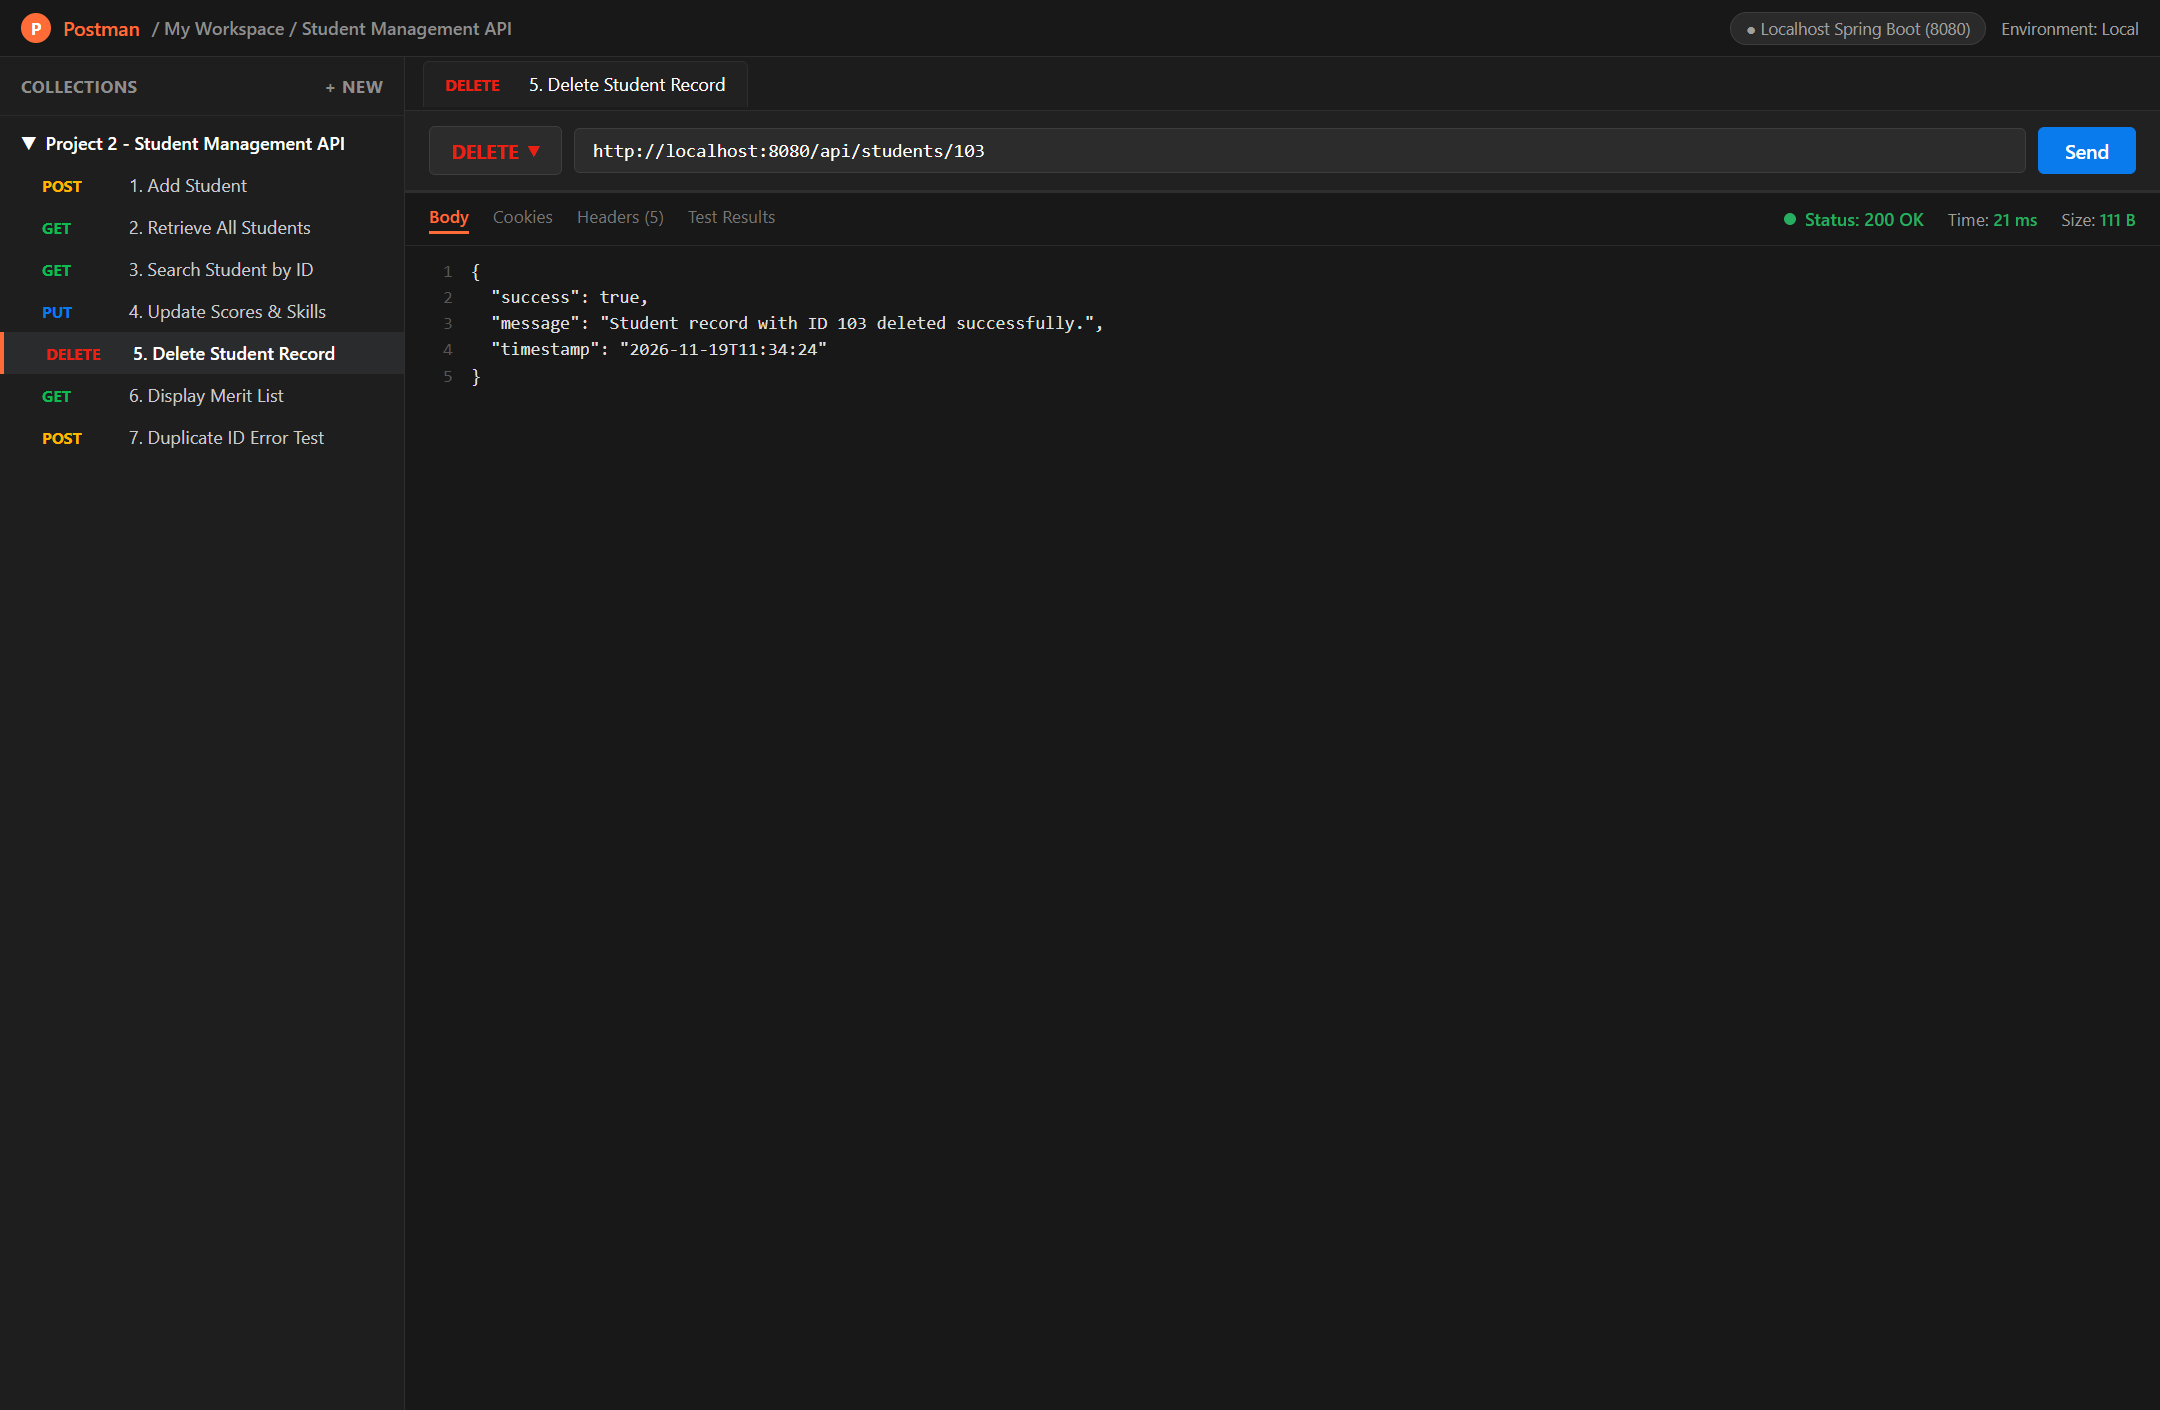 P Postman / My Workspace / Student Management API
● Localhost Spring Boot (8080) Environment: Local
COLLECTIONS + NEW
▼ Project 2 - Student Management API
POST 1. Add Student
GET 2. Retrieve All Students
GET 3. Search Student by ID
PUT 4. Update Scores & Skills
DELETE 5. Delete Student Record
GET 6. Display Merit List
POST 7. Duplicate ID Error Test
DELETE 5. Delete Student Record
DELETE ▼ http://localhost:8080/api/students/103 Send
Body Cookies Headers (5) Test Results
Status: 200 OK Time: 21 ms Size: 111 B
1 {
2   "success": true,
3   "message": "Student record with ID 103 deleted successfully.",
4   "timestamp": "2026-11-19T11:34:24"
5 }